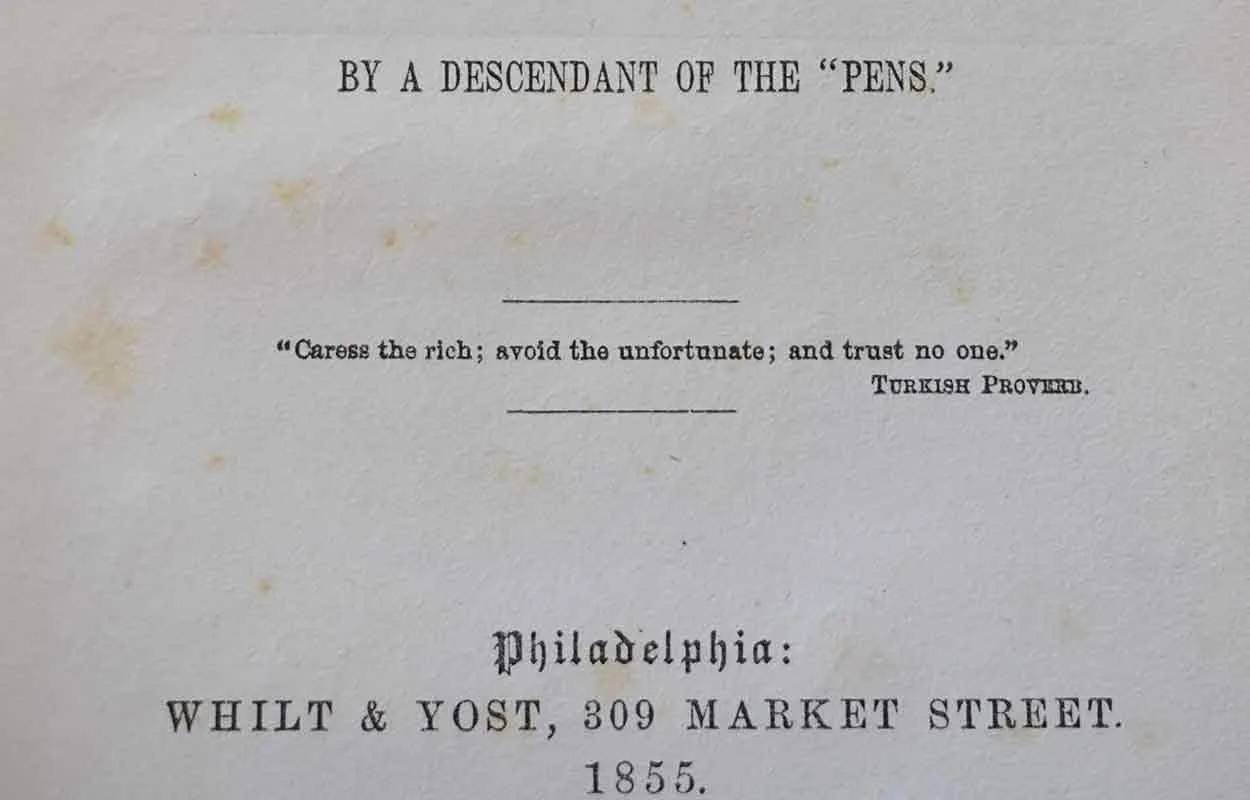 BY A DESCENDANT OF THE “PENS.”
“Caress the rich; avoid the unfortunate; and trust no one.”
TURKISH PROVERB.
Philadelphia:
WHILT & YOST, 309 MARKET STREET.
1855.